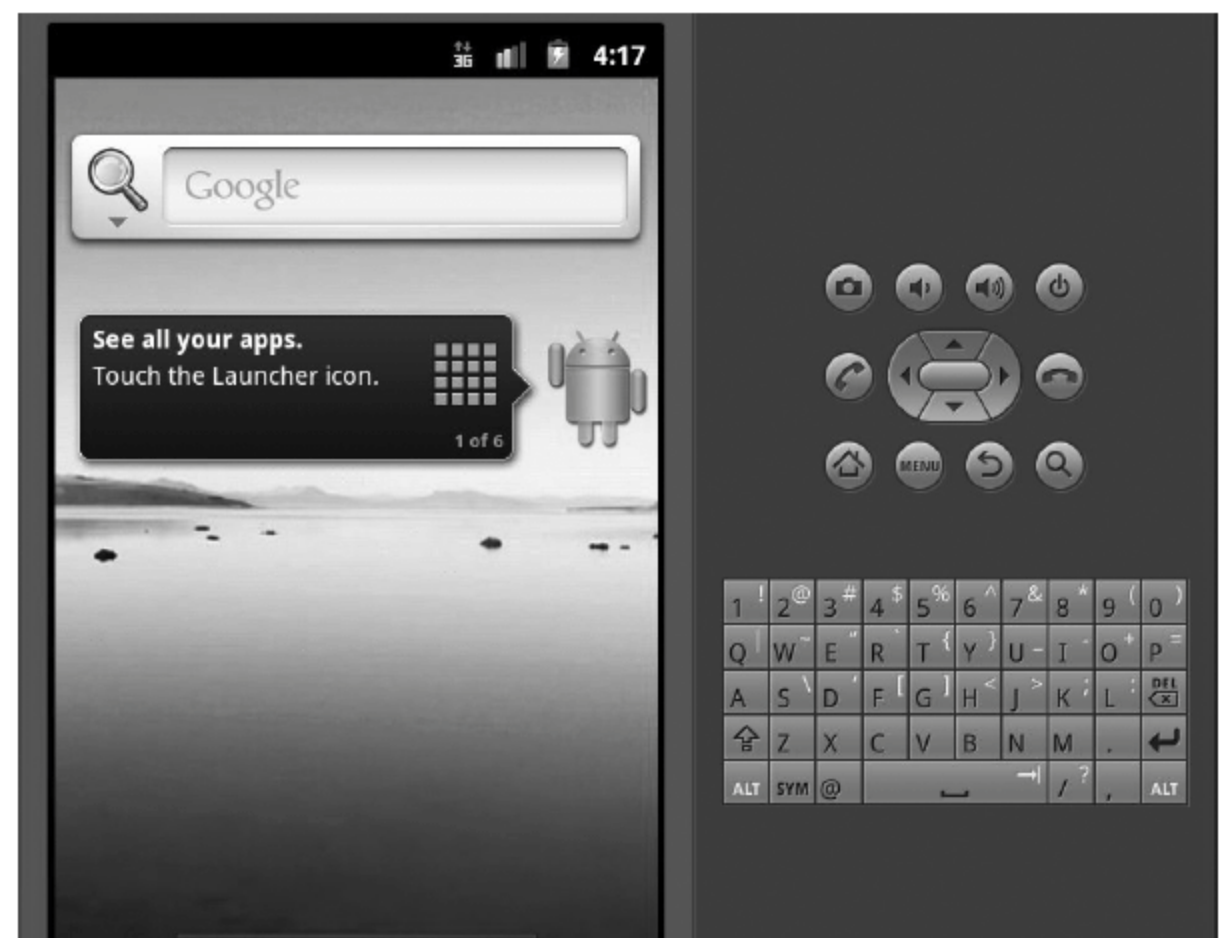 3G 4:17
Google
See all your apps.
Touch the Launcher icon.
1 of 6
MENU
1 ! 2 @ 3 # 4 $ 5 % 6 ^ 7 & 8 * 9 ( 0 )
Q | W ~ E " R ` T { Y } U _ I - O + P =
A S \ D ' F [ G ] H < J > K ; L : DEL
Z X C V B N M .
ALT SYM @ / ? , ALT